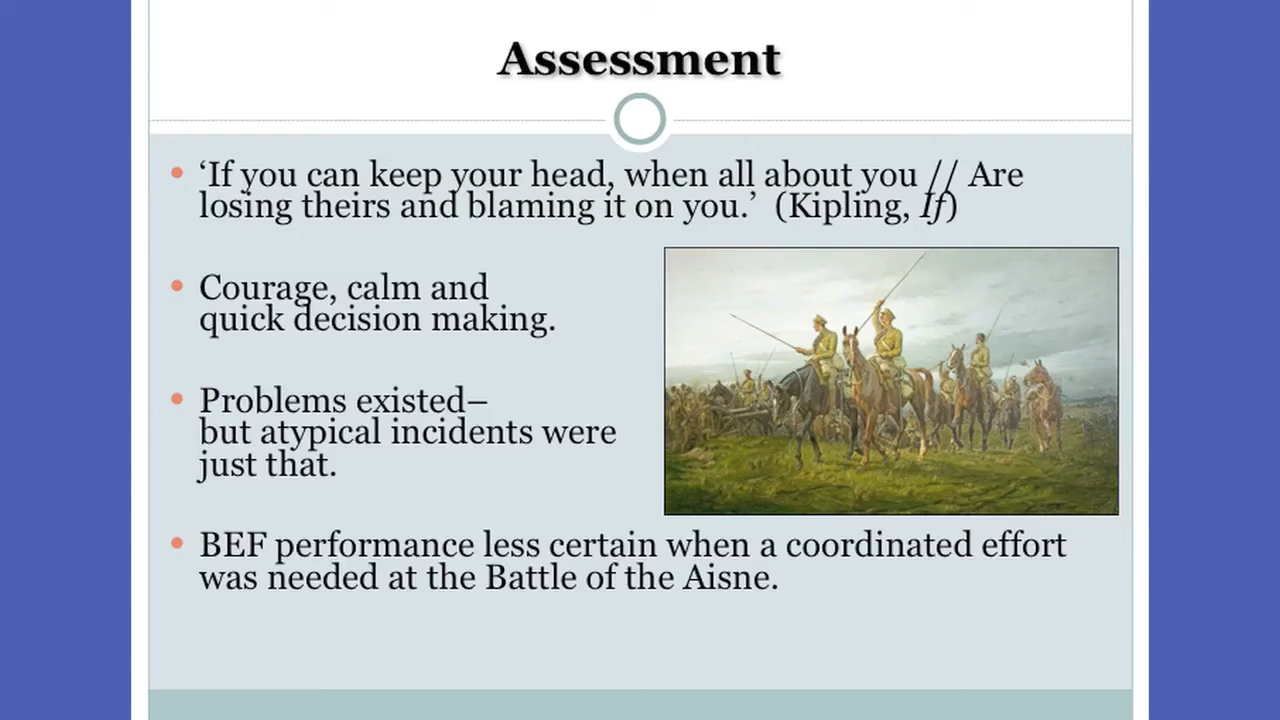 Assessment
• ‘If you can keep your head, when all about you // Are
losing theirs and blaming it on you.’  (Kipling, If)
• Courage, calm and
quick decision making.
• Problems existed–
but atypical incidents were
just that.
• BEF performance less certain when a coordinated effort
was needed at the Battle of the Aisne.